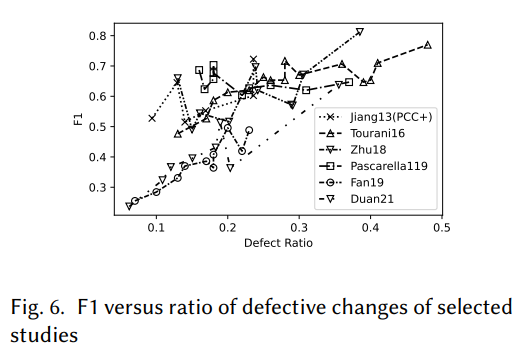 0.8
0.7
0.6
0.5
0.4
0.3
F1
Jiang13(PCC+)
Tourani16
Zhu18
Pascarella119
Fan19
Duan21
0.1 0.2 0.3 0.4 0.5
Defect Ratio
Fig. 6. F1 versus ratio of defective changes of selected
studies